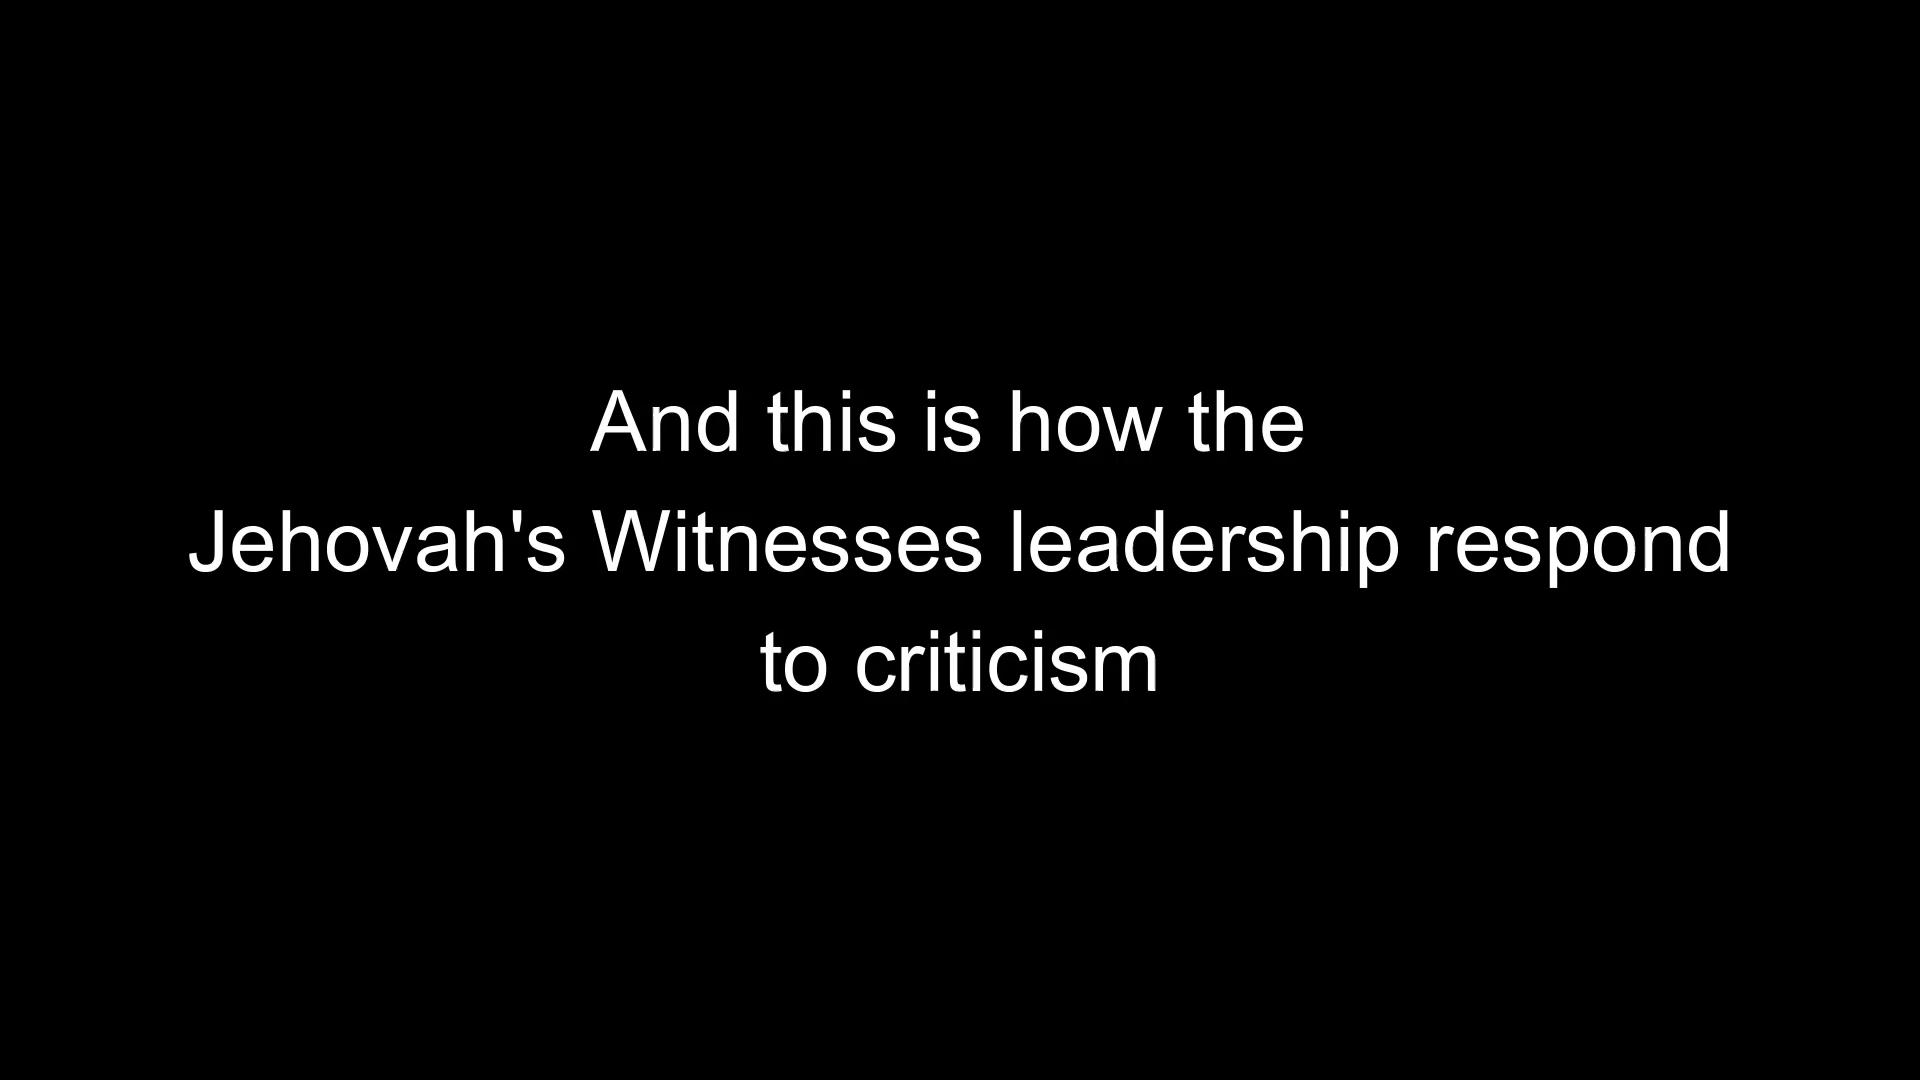 And this is how the
Jehovah's Witnesses leadership respond
to criticism